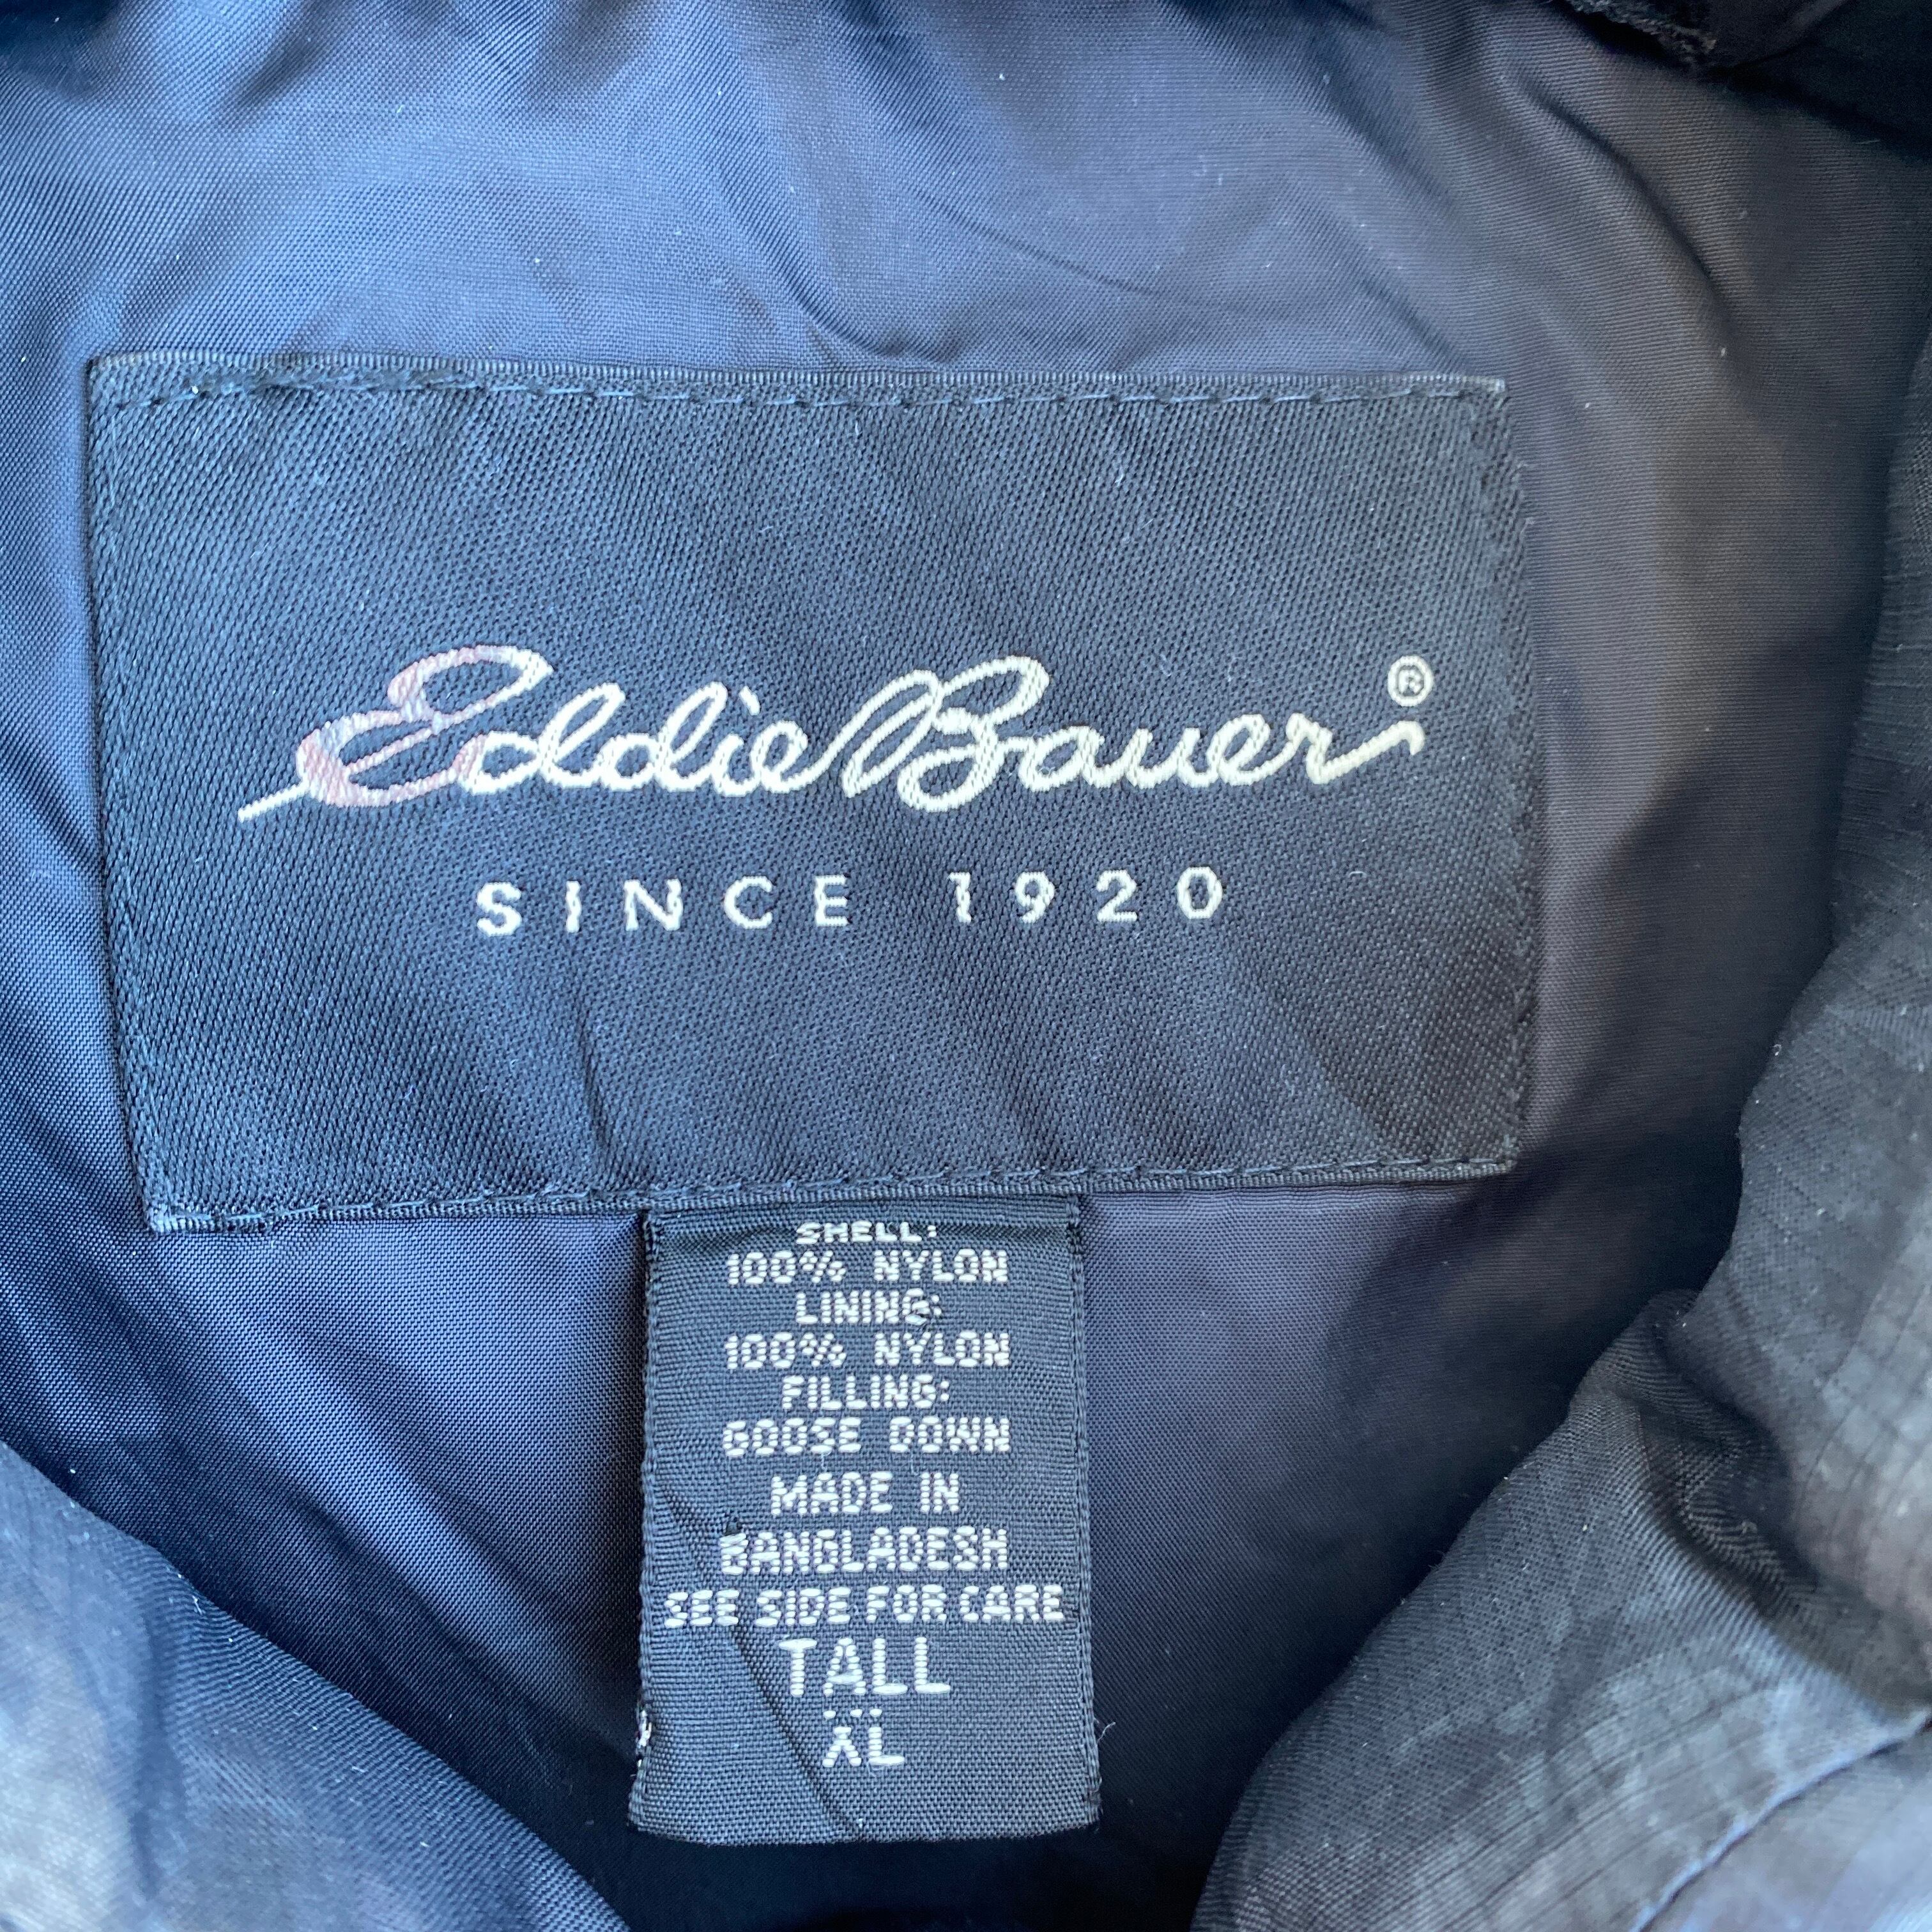 Eddie Bauer®
SINCE 1920
SHELL:
100% NYLON
LINING:
100% NYLON
FILLING:
GOOSE DOWN
MADE IN
BANGLADESH
SEE SIDE FOR CARE
TALL
XL